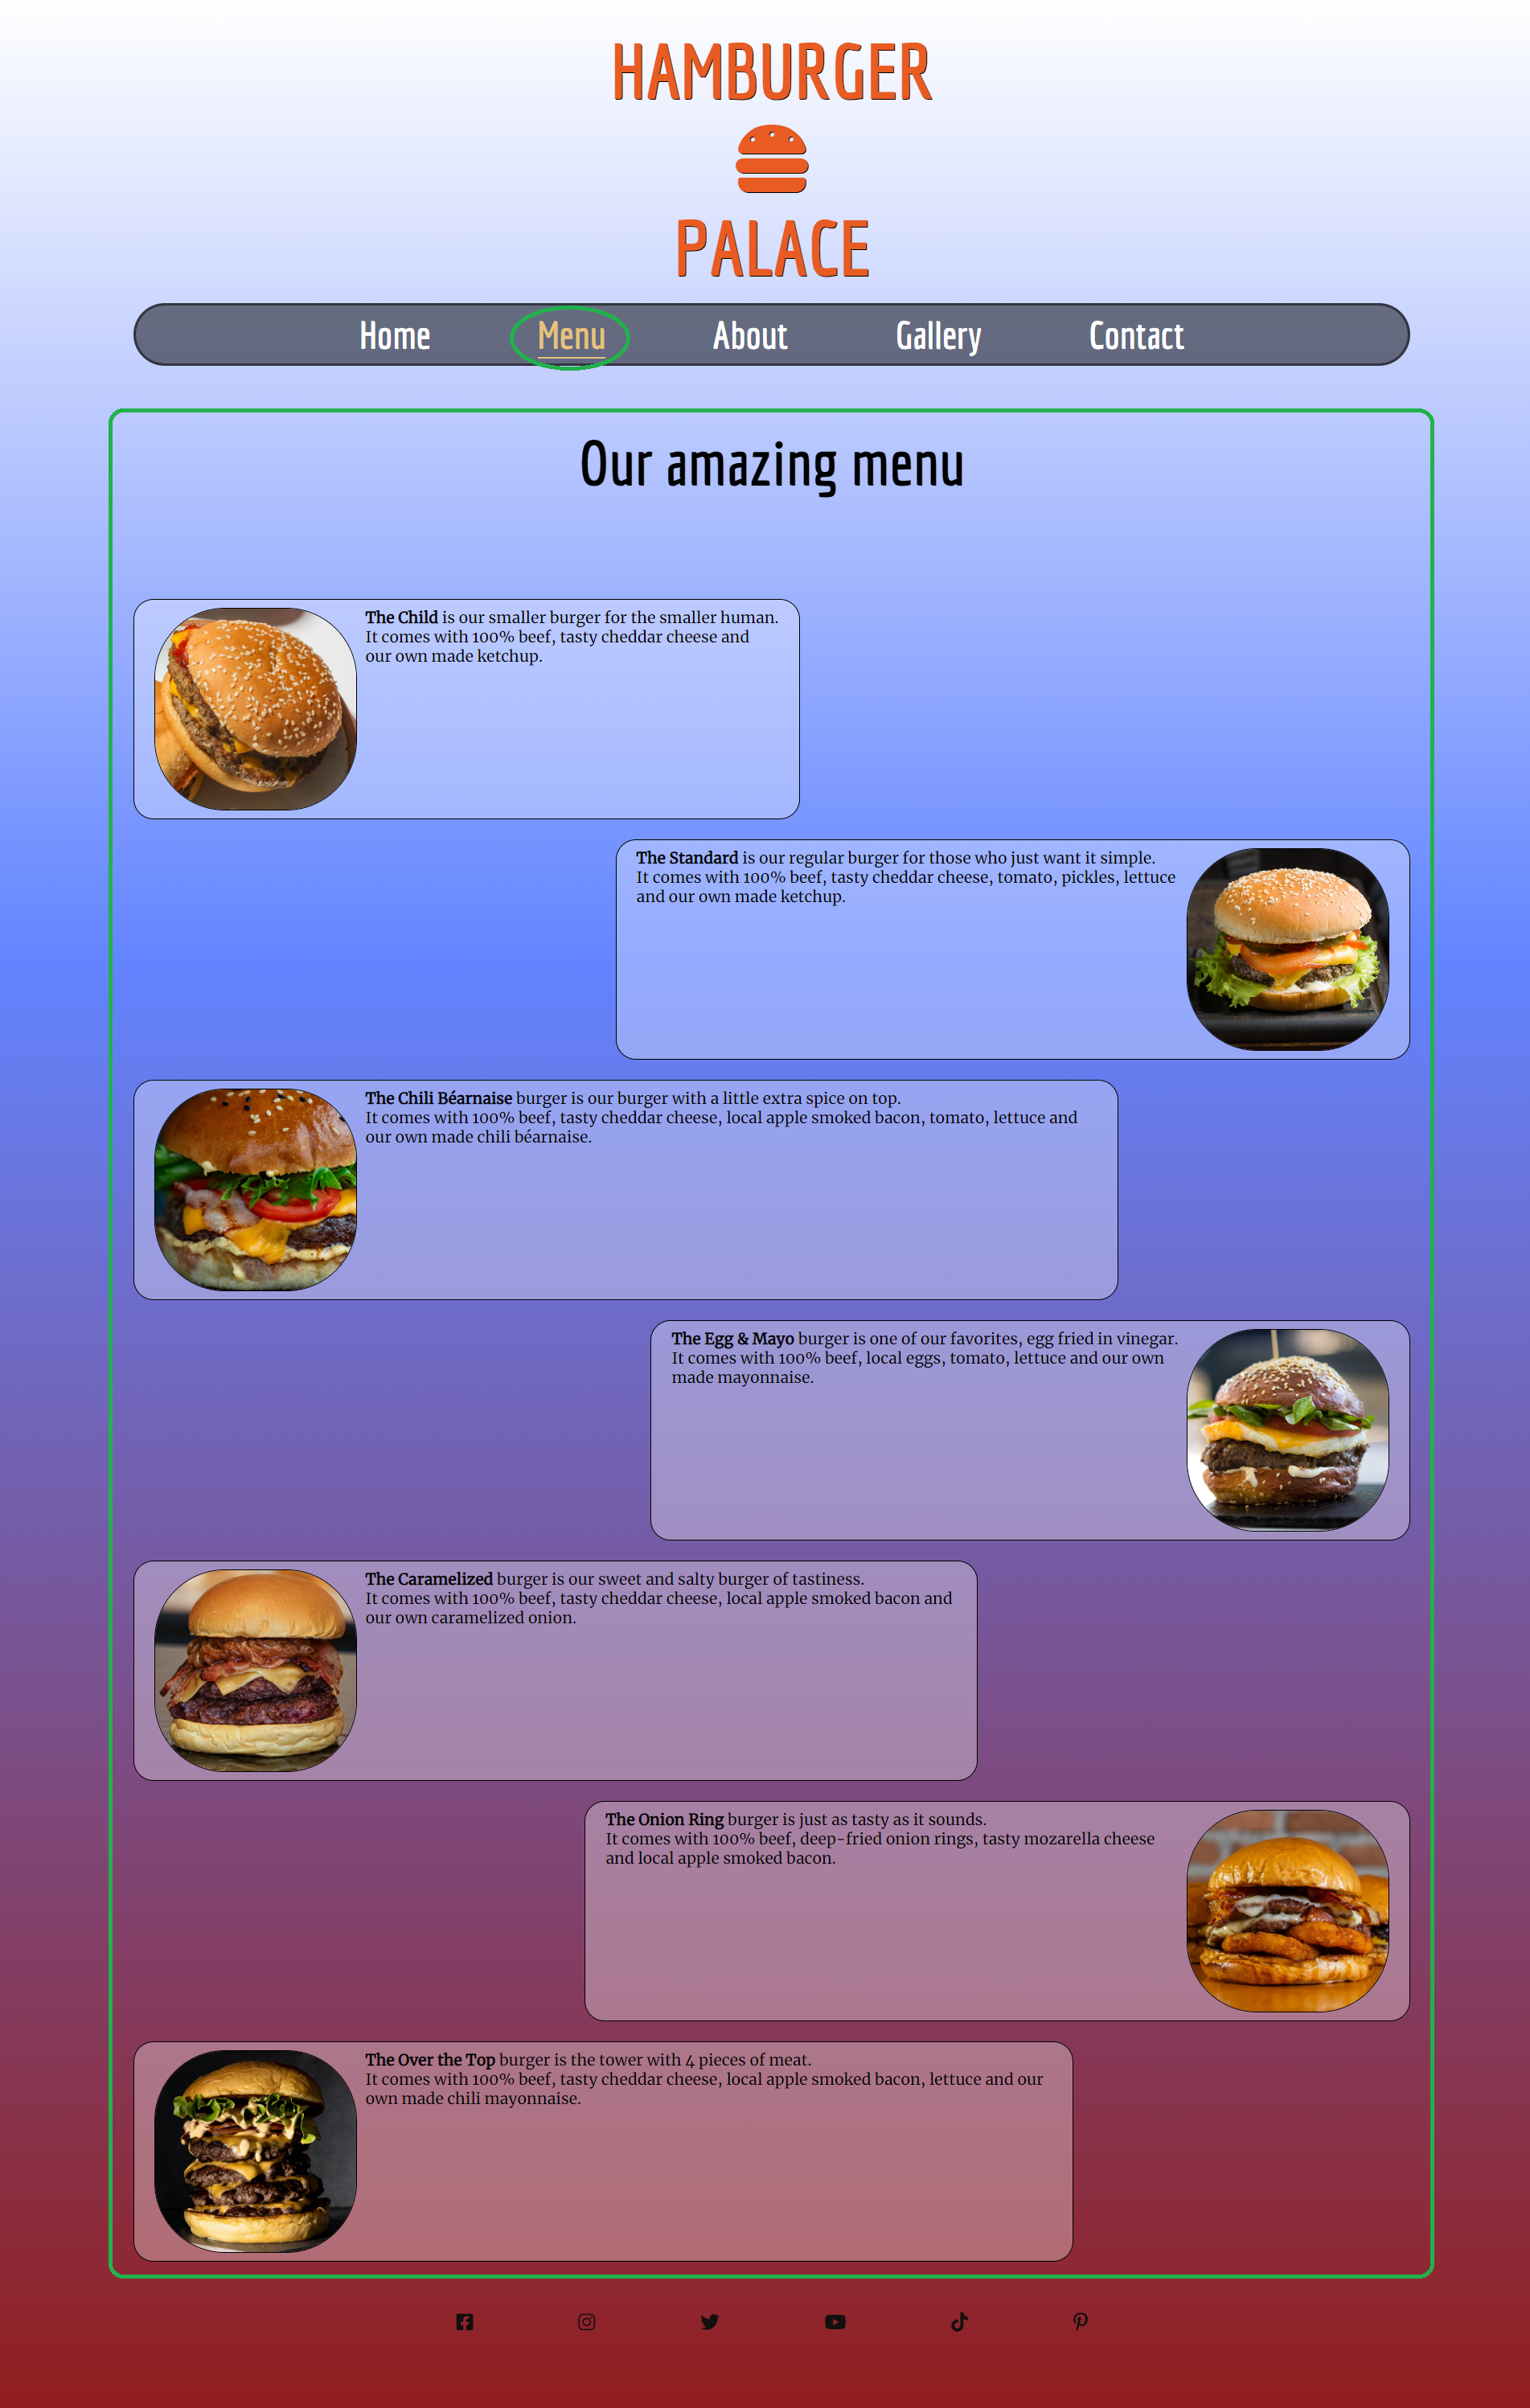 HAMBURGER
PALACE
Home Menu About Gallery Contact
Our amazing menu
The Child is our smaller burger for the smaller human.
It comes with 100% beef, tasty cheddar cheese and
our own made ketchup.
The Standard is our regular burger for those who just want it simple.
It comes with 100% beef, tasty cheddar cheese, tomato, pickles, lettuce
and our own made ketchup.
The Chili Béarnaise burger is our burger with a little extra spice on top.
It comes with 100% beef, tasty cheddar cheese, local apple smoked bacon, tomato, lettuce and
our own made chili béarnaise.
The Egg & Mayo burger is one of our favorites, egg fried in vinegar.
It comes with 100% beef, local eggs, tomato, lettuce and our own
made mayonnaise.
The Caramelized burger is our sweet and salty burger of tastiness.
It comes with 100% beef, tasty cheddar cheese, local apple smoked bacon and
our own caramelized onion.
The Onion Ring burger is just as tasty as it sounds.
It comes with 100% beef, deep-fried onion rings, tasty mozarella cheese
and local apple smoked bacon.
The Over the Top burger is the tower with 4 pieces of meat.
It comes with 100% beef, tasty cheddar cheese, local apple smoked bacon, lettuce and our
own made chili mayonnaise.